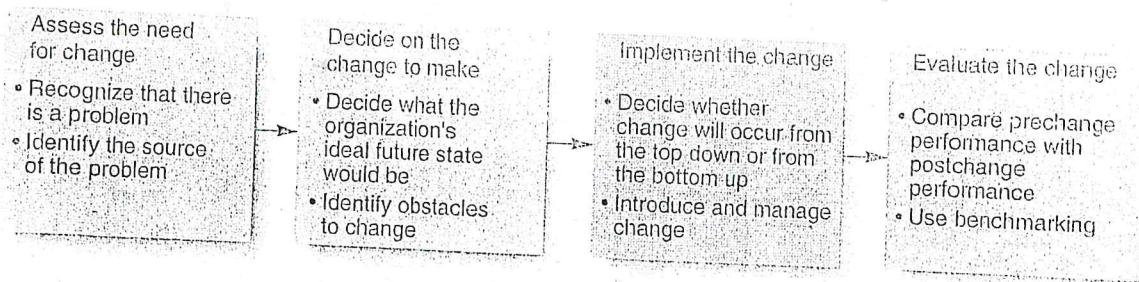 Assess the need
for change
• Recognize that there
is a problem
• Identify the source
of the problem
Decide on the
change to make
• Decide what the
organization's
ideal future state
would be
• Identify obstacles
to change
Implement the change
• Decide whether
change will occur from
the top down or from
the bottom up
• Introduce and manage
change
Evaluate the change
• Compare prechange
performance with
postchange
performance
• Use benchmarking